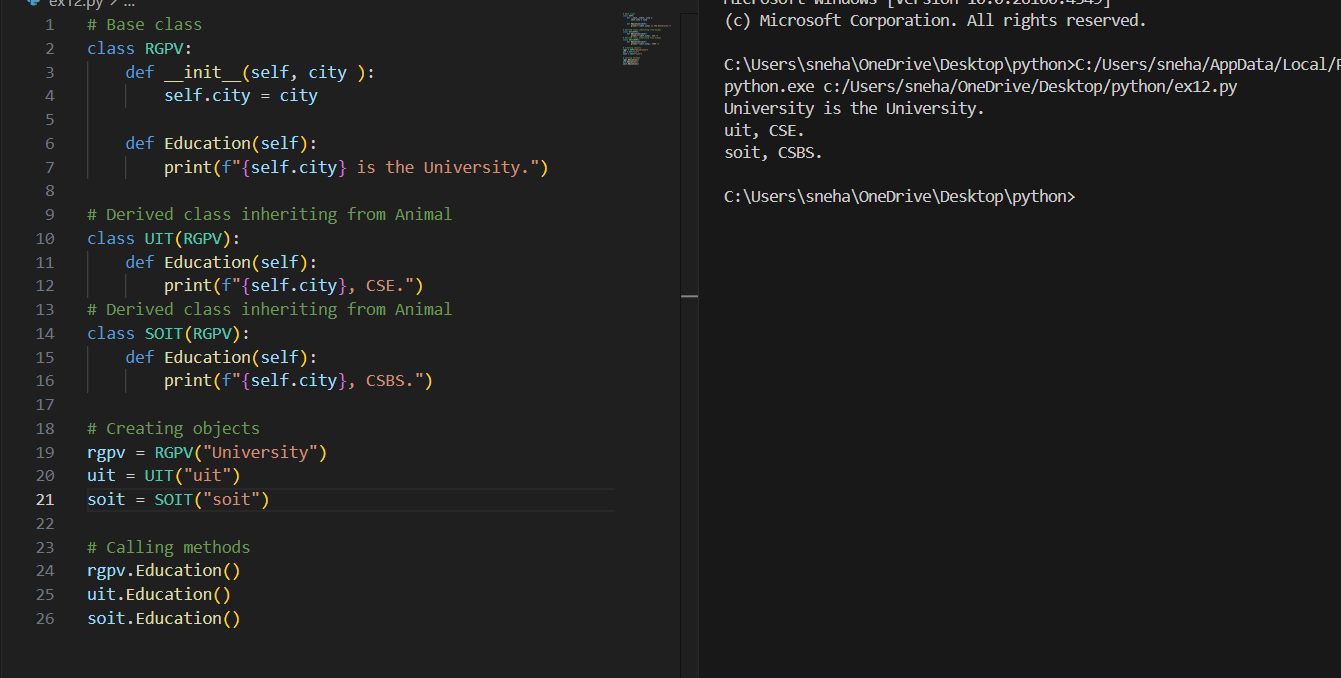 ex12.py > ...
1 # Base class
2 class RGPV:
3 def __init__(self, city ):
4 self.city = city
5
6 def Education(self):
7 print(f"{self.city} is the University.")
8
9 # Derived class inheriting from Animal
10 class UIT(RGPV):
11 def Education(self):
12 print(f"{self.city}, CSE.")
13 # Derived class inheriting from Animal
14 class SOIT(RGPV):
15 def Education(self):
16 print(f"{self.city}, CSBS.")
17
18 # Creating objects
19 rgpv = RGPV("University")
20 uit = UIT("uit")
21 soit = SOIT("soit")
22
23 # Calling methods
24 rgpv.Education()
25 uit.Education()
26 soit.Education()
Microsoft Windows [Version 10.0.26100.4349]
(c) Microsoft Corporation. All rights reserved.
C:\Users\sneha\OneDrive\Desktop\python>C:/Users/sneha/AppData/Local/
python.exe c:/Users/sneha/OneDrive/Desktop/python/ex12.py
University is the University.
uit, CSE.
soit, CSBS.
C:\Users\sneha\OneDrive\Desktop\python>